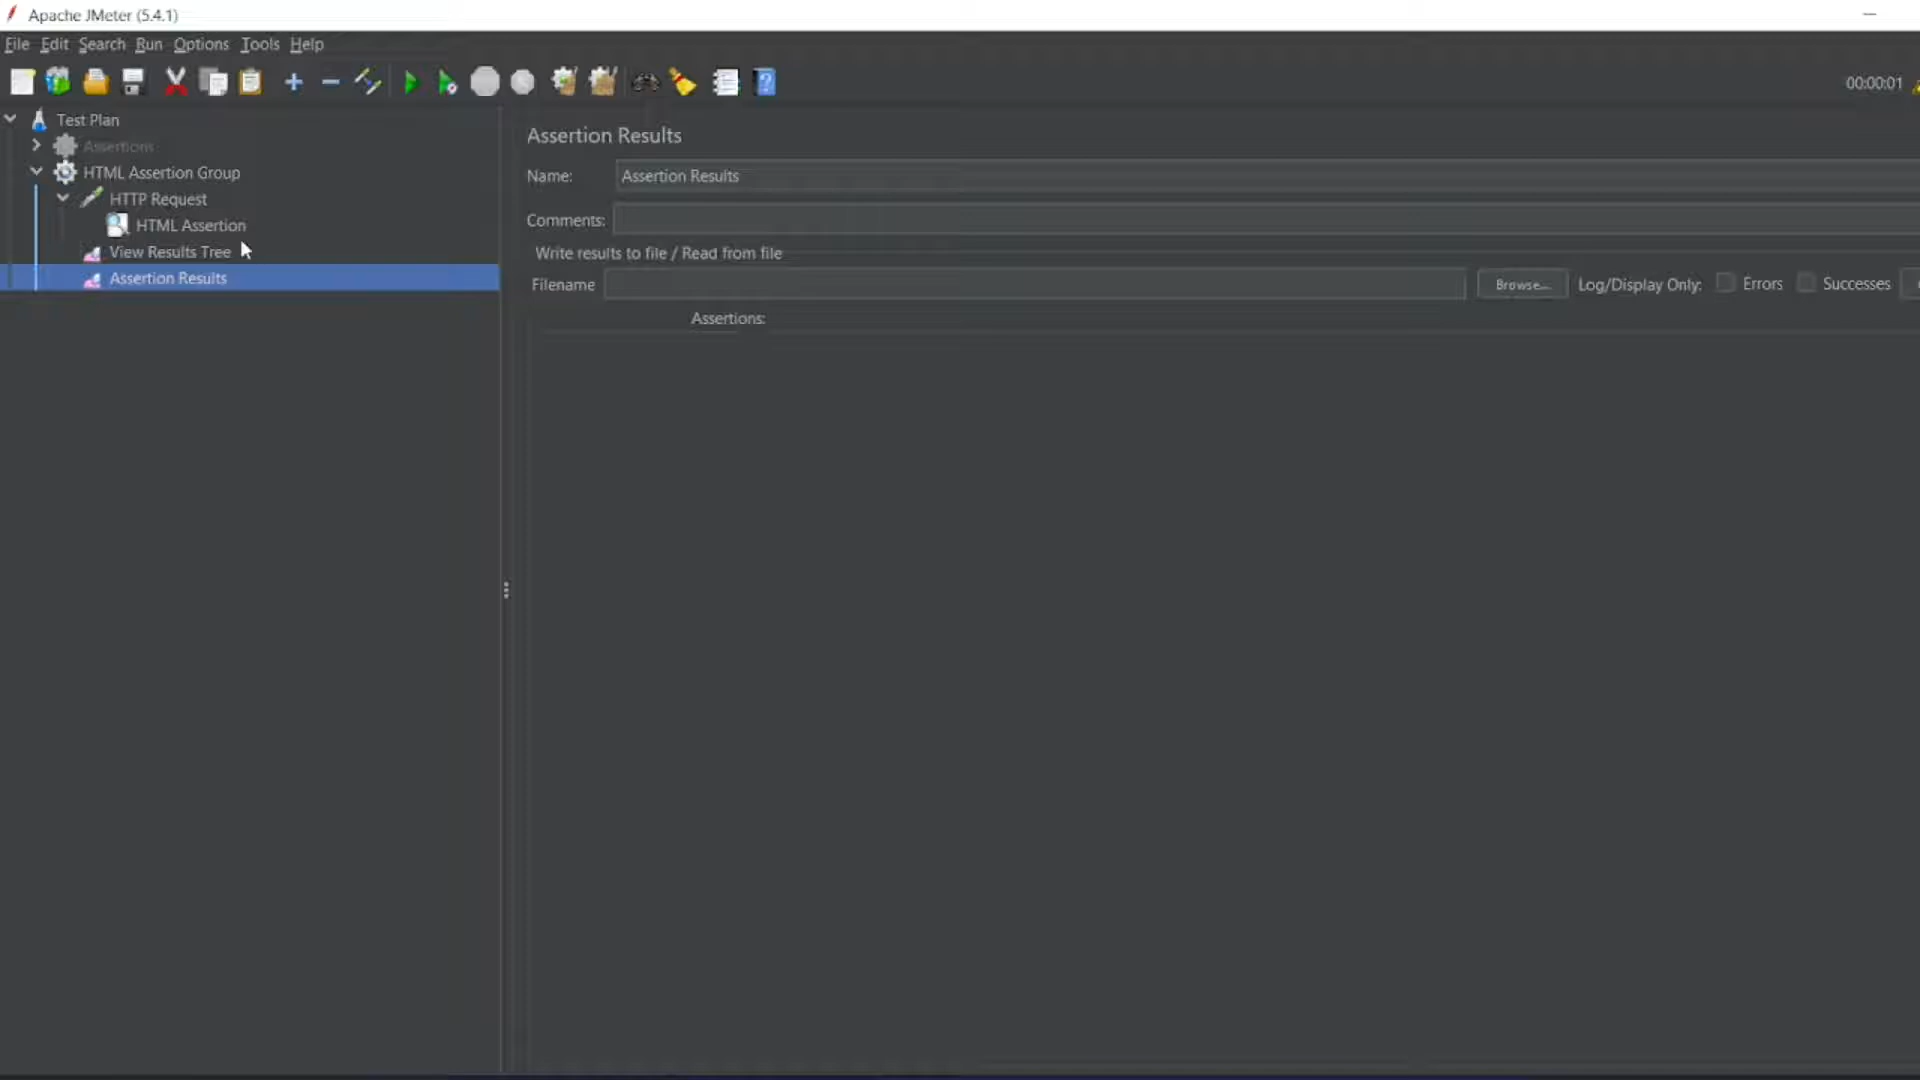 Apache JMeter (5.4.1)
File Edit Search Run Options Tools Help
00:00:01
Test Plan
Assertions
HTML Assertion Group
HTTP Request
HTML Assertion
View Results Tree
Assertion Results
Assertion Results
Name: Assertion Results
Comments:
Write results to file / Read from file
Filename Browse... Log/Display Only: Errors Successes
Assertions: